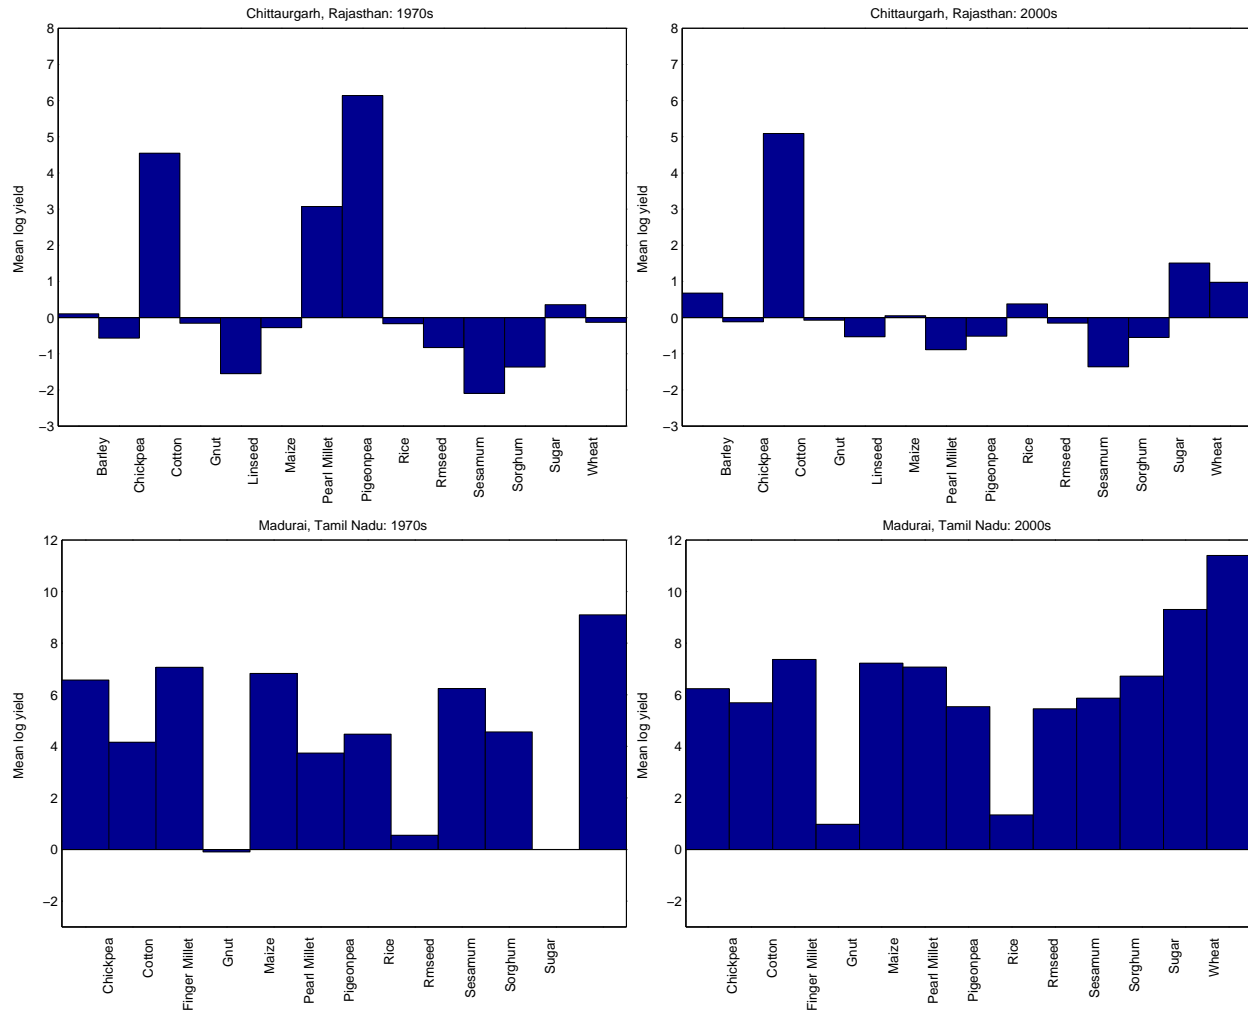 Chittaurgarh, Rajasthan: 1970s
8
7
6
5
4
3
2
1
0
−1
−2
−3
Mean log yield
Barley
Chickpea
Cotton
Gnut
Linseed
Maize
Pearl Millet
Pigeonpea
Rice
Rmseed
Sesamum
Sorghum
Sugar
Wheat
Chittaurgarh, Rajasthan: 2000s
8
7
6
5
4
3
2
1
0
−1
−2
−3
Mean log yield
Barley
Chickpea
Cotton
Gnut
Linseed
Maize
Pearl Millet
Pigeonpea
Rice
Rmseed
Sesamum
Sorghum
Sugar
Wheat
Madurai, Tamil Nadu: 1970s
12
10
8
6
4
2
0
−2
Mean log yield
Chickpea
Cotton
Finger Millet
Gnut
Maize
Pearl Millet
Pigeonpea
Rice
Rmseed
Sesamum
Sorghum
Sugar
Madurai, Tamil Nadu: 2000s
12
10
8
6
4
2
0
−2
Mean log yield
Chickpea
Cotton
Finger Millet
Gnut
Maize
Pearl Millet
Pigeonpea
Rice
Rmseed
Sesamum
Sorghum
Sugar
Wheat